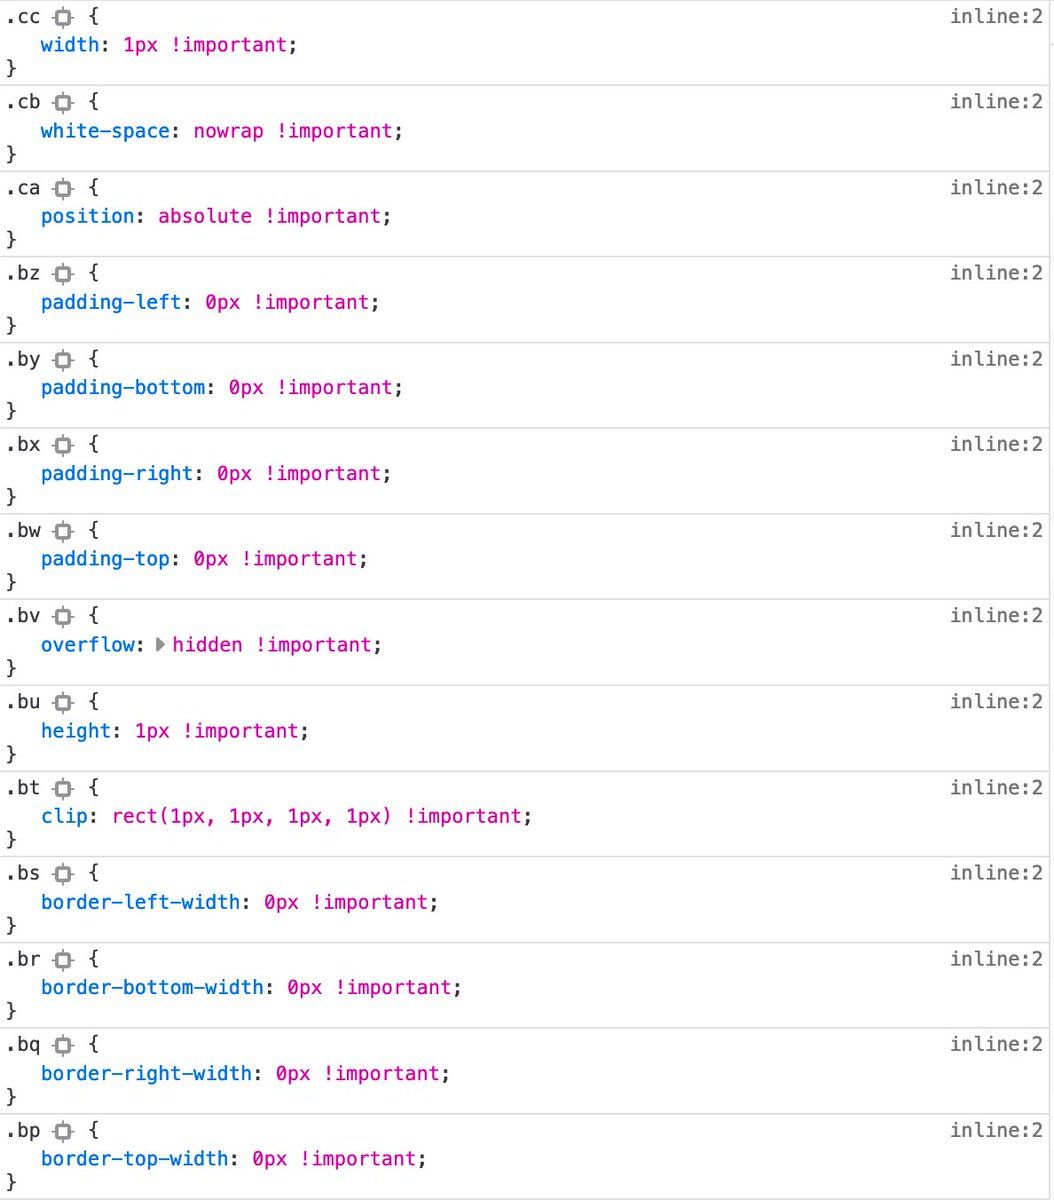 .cc { inline:2
width: 1px !important;
}
.cb { inline:2
white-space: nowrap !important;
}
.ca { inline:2
position: absolute !important;
}
.bz { inline:2
padding-left: 0px !important;
}
.by { inline:2
padding-bottom: 0px !important;
}
.bx { inline:2
padding-right: 0px !important;
}
.bw { inline:2
padding-top: 0px !important;
}
.bv { inline:2
overflow: hidden !important;
}
.bu { inline:2
height: 1px !important;
}
.bt { inline:2
clip: rect(1px, 1px, 1px, 1px) !important;
}
.bs { inline:2
border-left-width: 0px !important;
}
.br { inline:2
border-bottom-width: 0px !important;
}
.bq { inline:2
border-right-width: 0px !important;
}
.bp { inline:2
border-top-width: 0px !important;
}